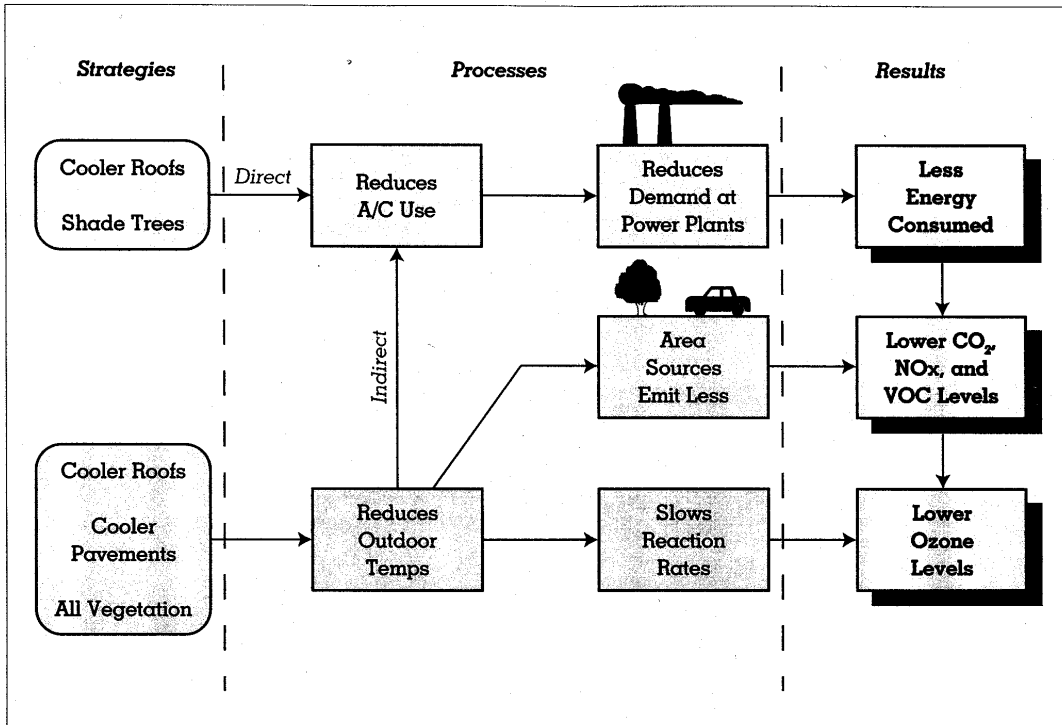 Strategies
Processes
Results
Cooler Roofs
Shade Trees
Direct
Reduces
A/C Use
Reduces
Demand at
Power Plants
Less
Energy
Consumed
Indirect
Area
Sources
Emit Less
Lower CO₂,
NOx, and
VOC Levels
Cooler Roofs
Cooler
Pavements
All Vegetation
Reduces
Outdoor
Temps
Slows
Reaction
Rates
Lower
Ozone
Levels